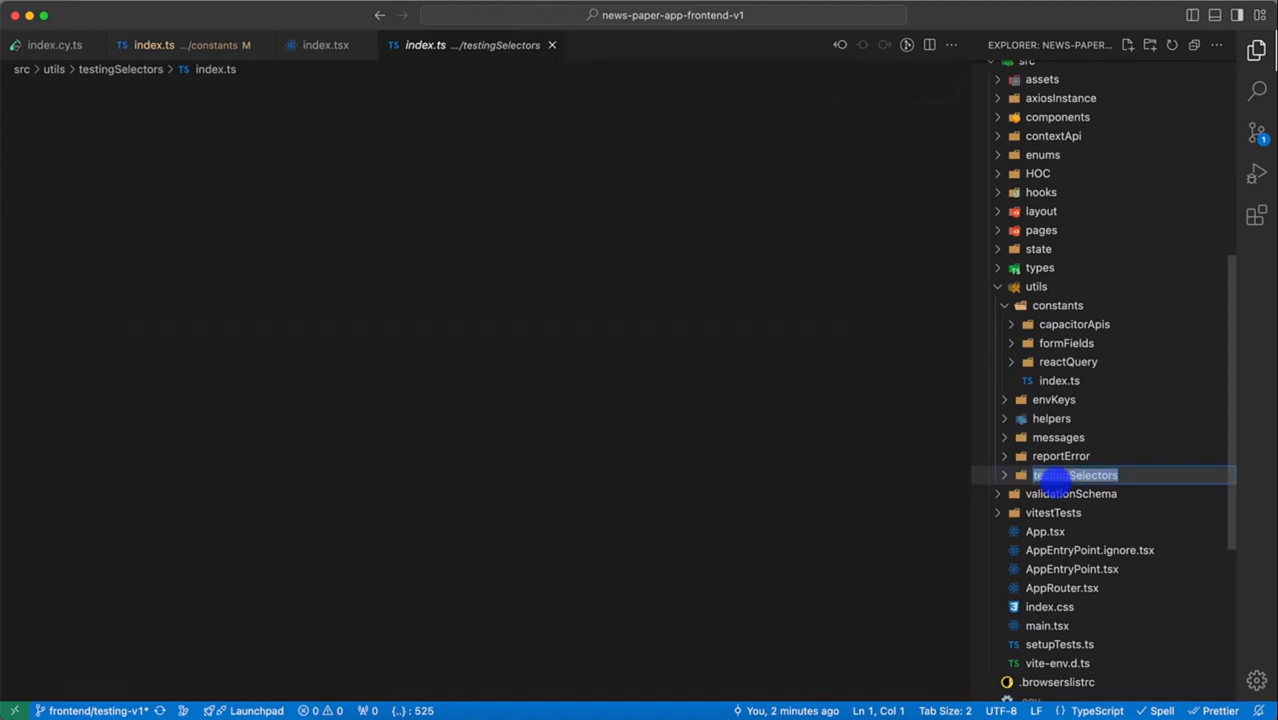 news-paper-app-frontend-v1
index.cy.ts
index.ts .../constants M
index.tsx
index.ts .../testingSelectors
EXPLORER: NEWS-PAPER...
src > utils > testingSelectors > index.ts
src
assets
axiosInstance
components
contextApi
enums
HOC
hooks
layout
pages
state
types
utils
constants
capacitorApis
formFields
reactQuery
index.ts
envKeys
helpers
messages
reportError
testingSelectors
validationSchema
vitestTests
App.tsx
AppEntryPoint.ignore.tsx
AppEntryPoint.tsx
AppRouter.tsx
index.css
main.tsx
setupTests.ts
vite-env.d.ts
.browserslistrc
1
frontend/testing-v1*
Launchpad
0
0
0
{..} : 525
You, 2 minutes ago
Ln 1, Col 1
Tab Size: 2
UTF-8
LF
{} TypeScript
Spell
Prettier